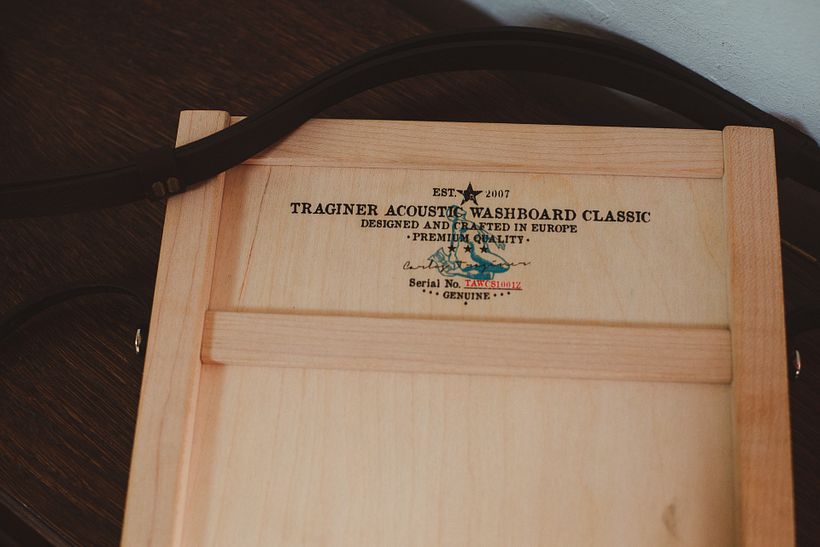 EST. 2007
TRAGINER ACOUSTIC WASHBOARD CLASSIC
DESIGNED AND CRAFTED IN EUROPE
·PREMIUM QUALITY·
Serial No. TAWCS1001Z
GENUINE